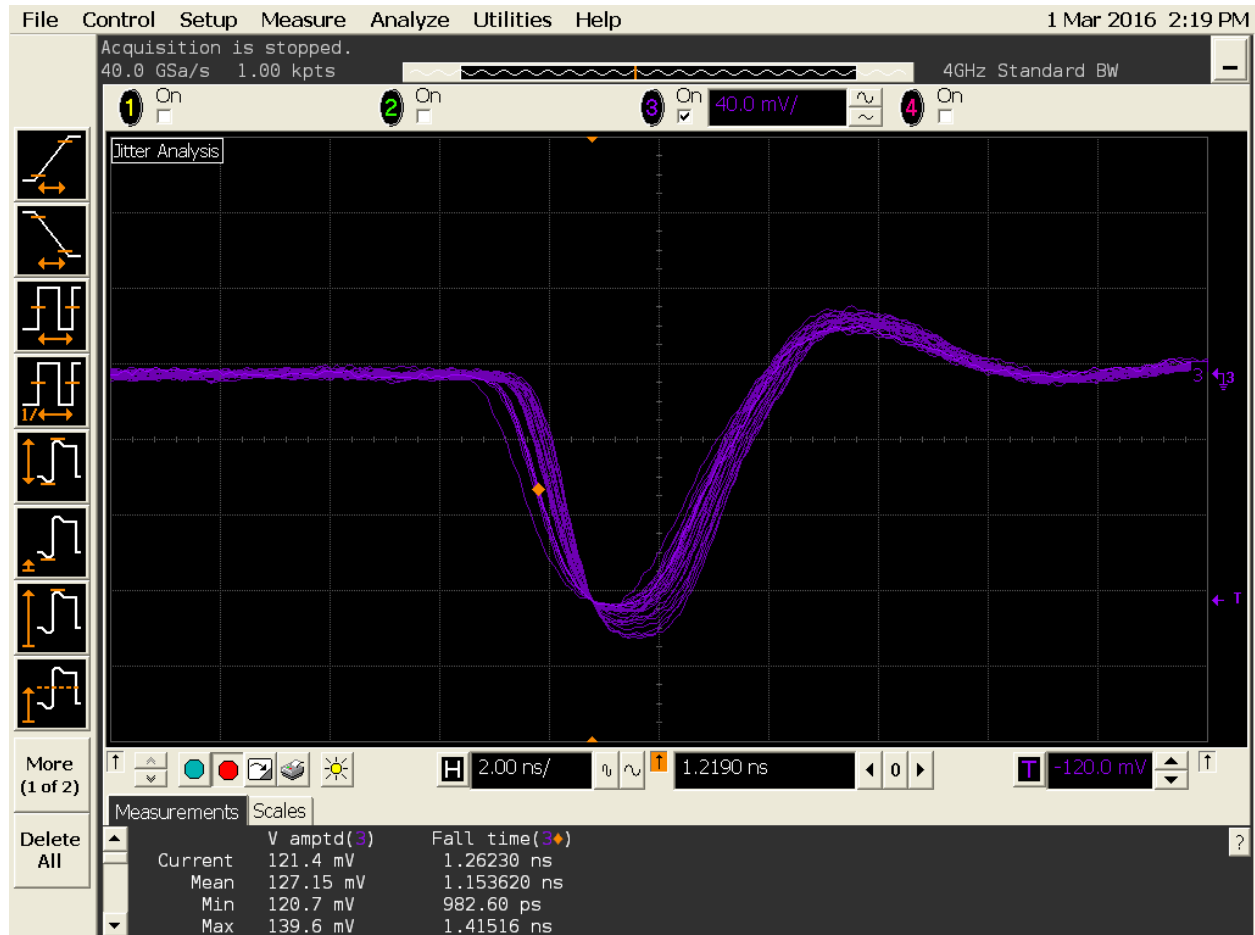 File Control Setup Measure Analyze Utilities Help 1 Mar 2016 2:19 PM
Acquisition is stopped.
40.0 GSa/s 1.00 kpts 4GHz Standard BW
1 On 2 On 3 On 40.0 mV/ 4 On
Jitter Analysis
3 3
T
1/
More
(1 of 2)
H 2.00 ns/ 1.2190 ns 0 T -120.0 mV
Measurements Scales
Delete
All
V amptd(3) Fall time(3◆)
?
Current 121.4 mV 1.26230 ns
Mean 127.15 mV 1.153620 ns
Min 120.7 mV 982.60 ps
Max 139.6 mV 1.41516 ns